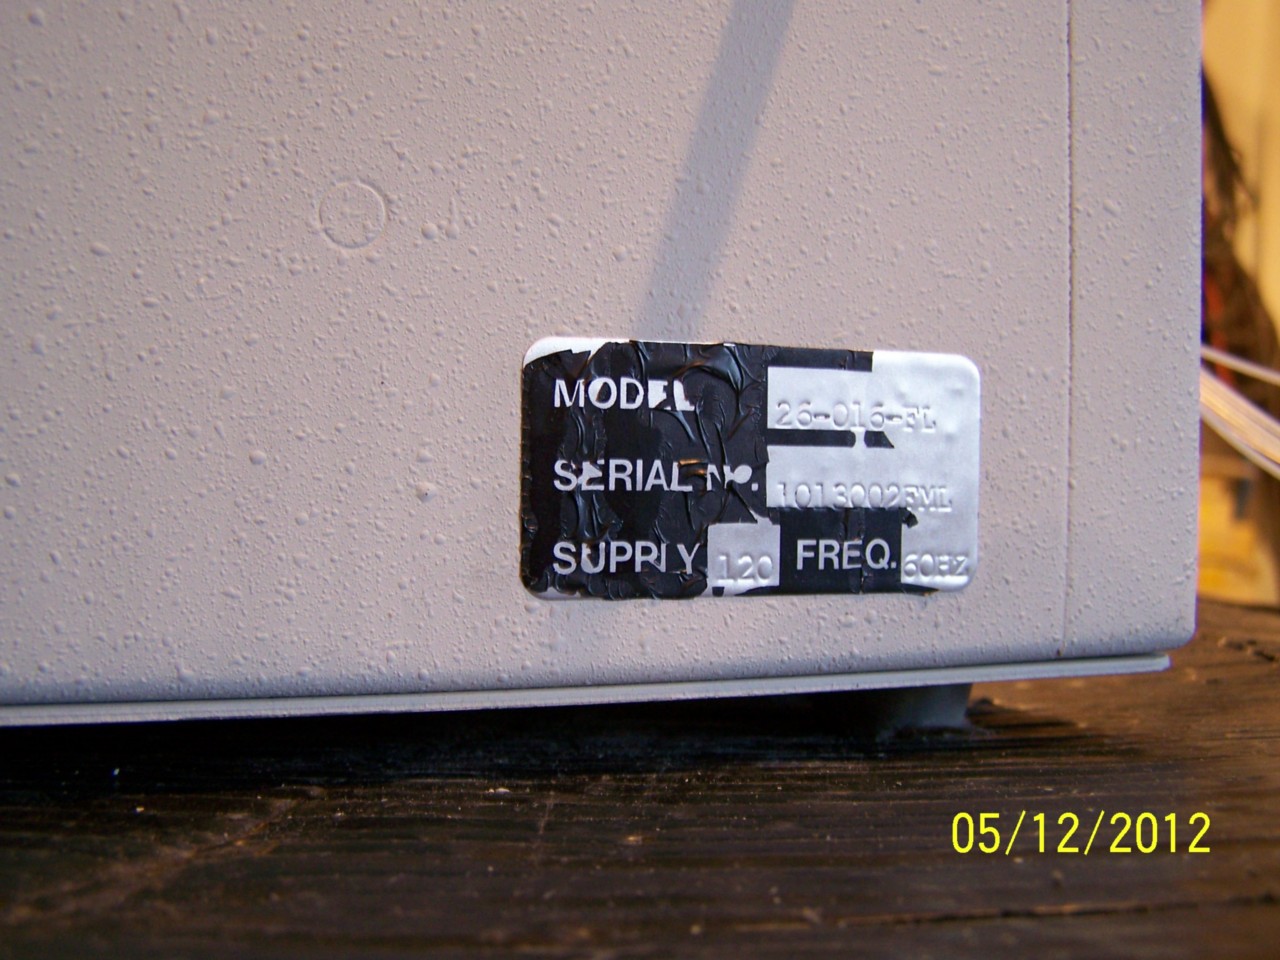 MODEL 26-016-FL
SERIAL No. 1013002FML
SUPPLY 120 FREQ. 60HZ
05/12/2012